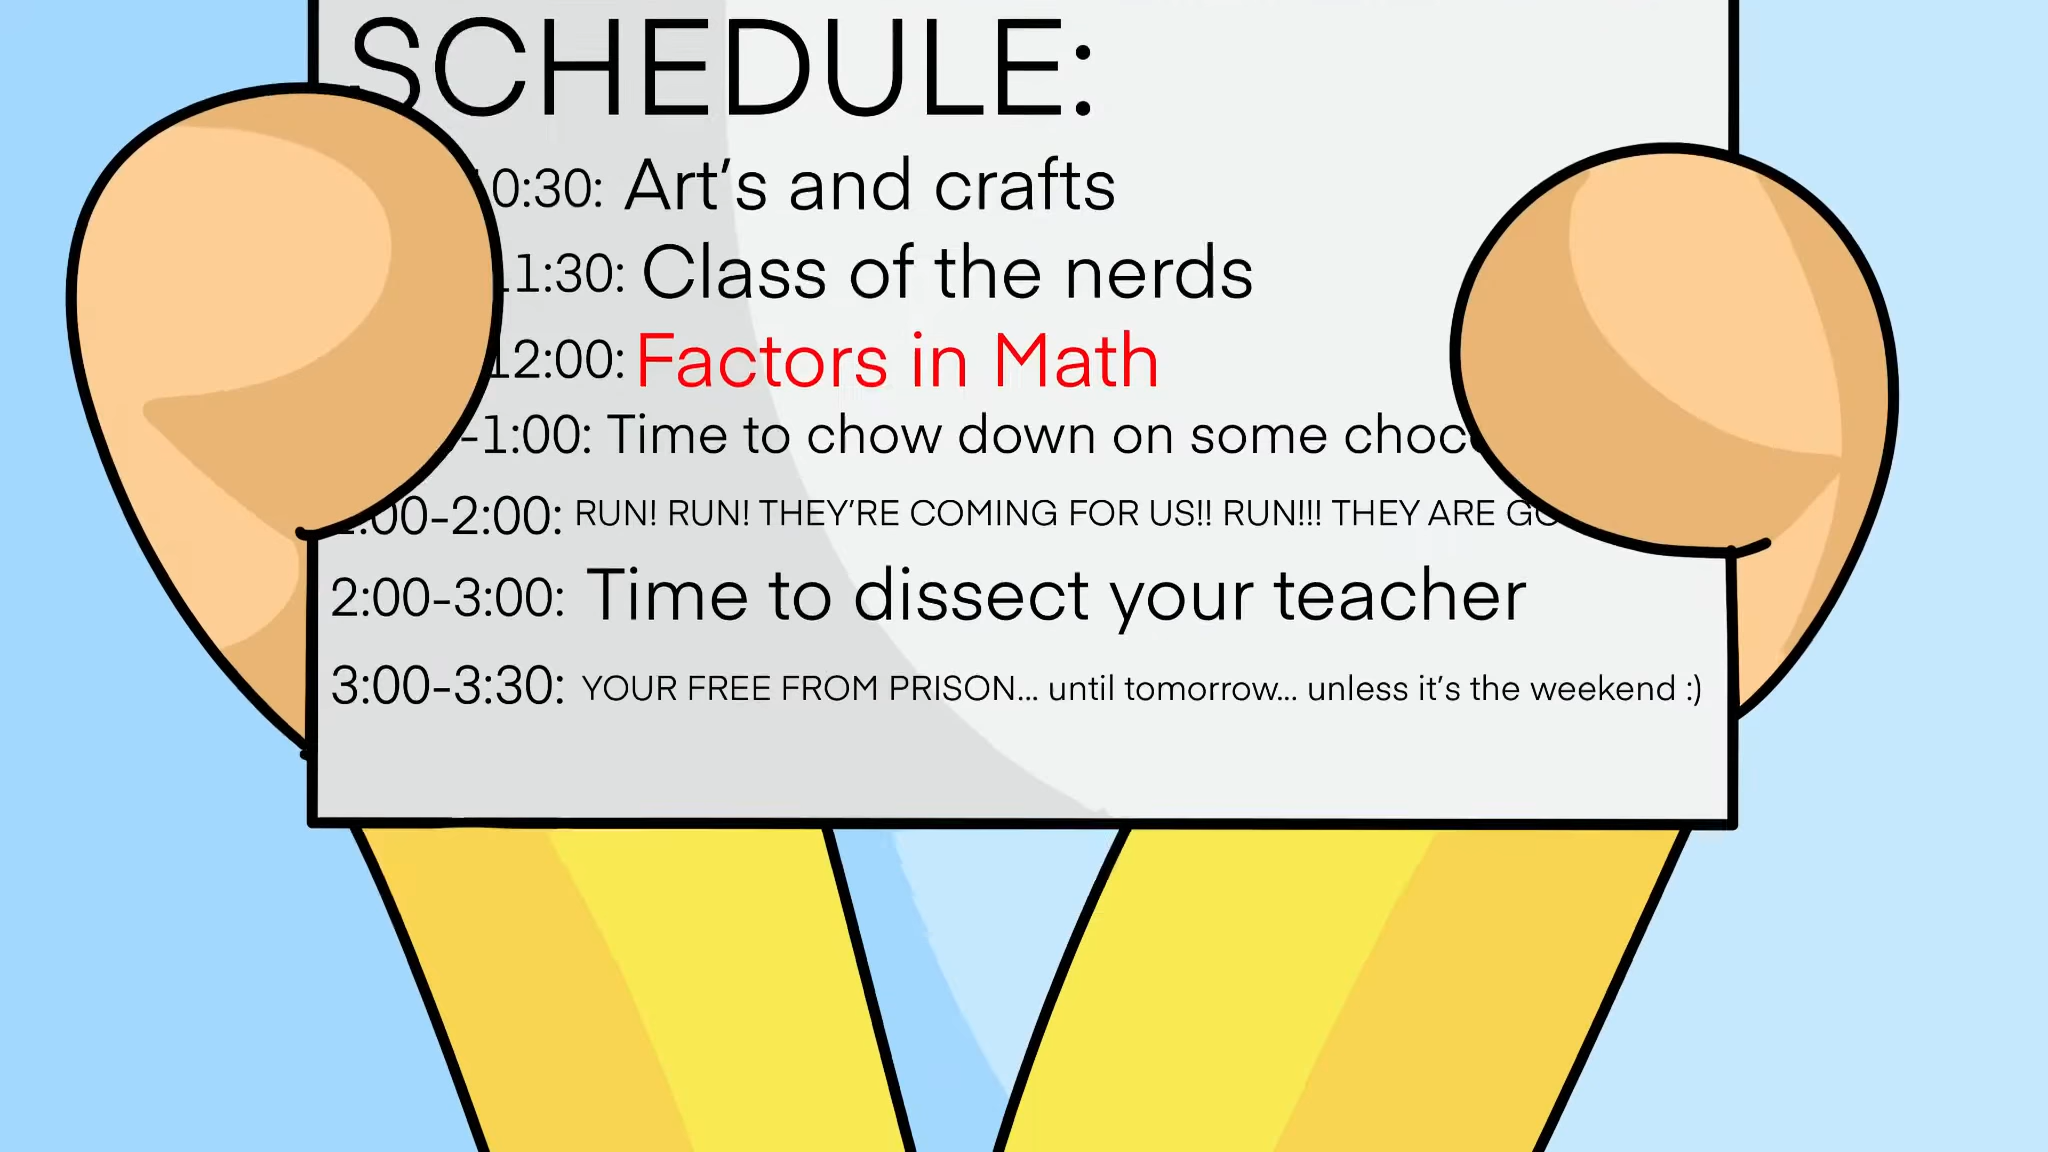 SCHEDULE:
10:30: Art's and crafts
11:30: Class of the nerds
12:00: Factors in Math
-1:00: Time to chow down on some
:00-2:00: RUN! RUN! THEY'RE COMING FOR US!! RUN!!! THEY ARE
2:00-3:00: Time to dissect your teacher
3:00-3:30: YOUR FREE FROM PRISON... until tomorrow... unless it's the weekend :)